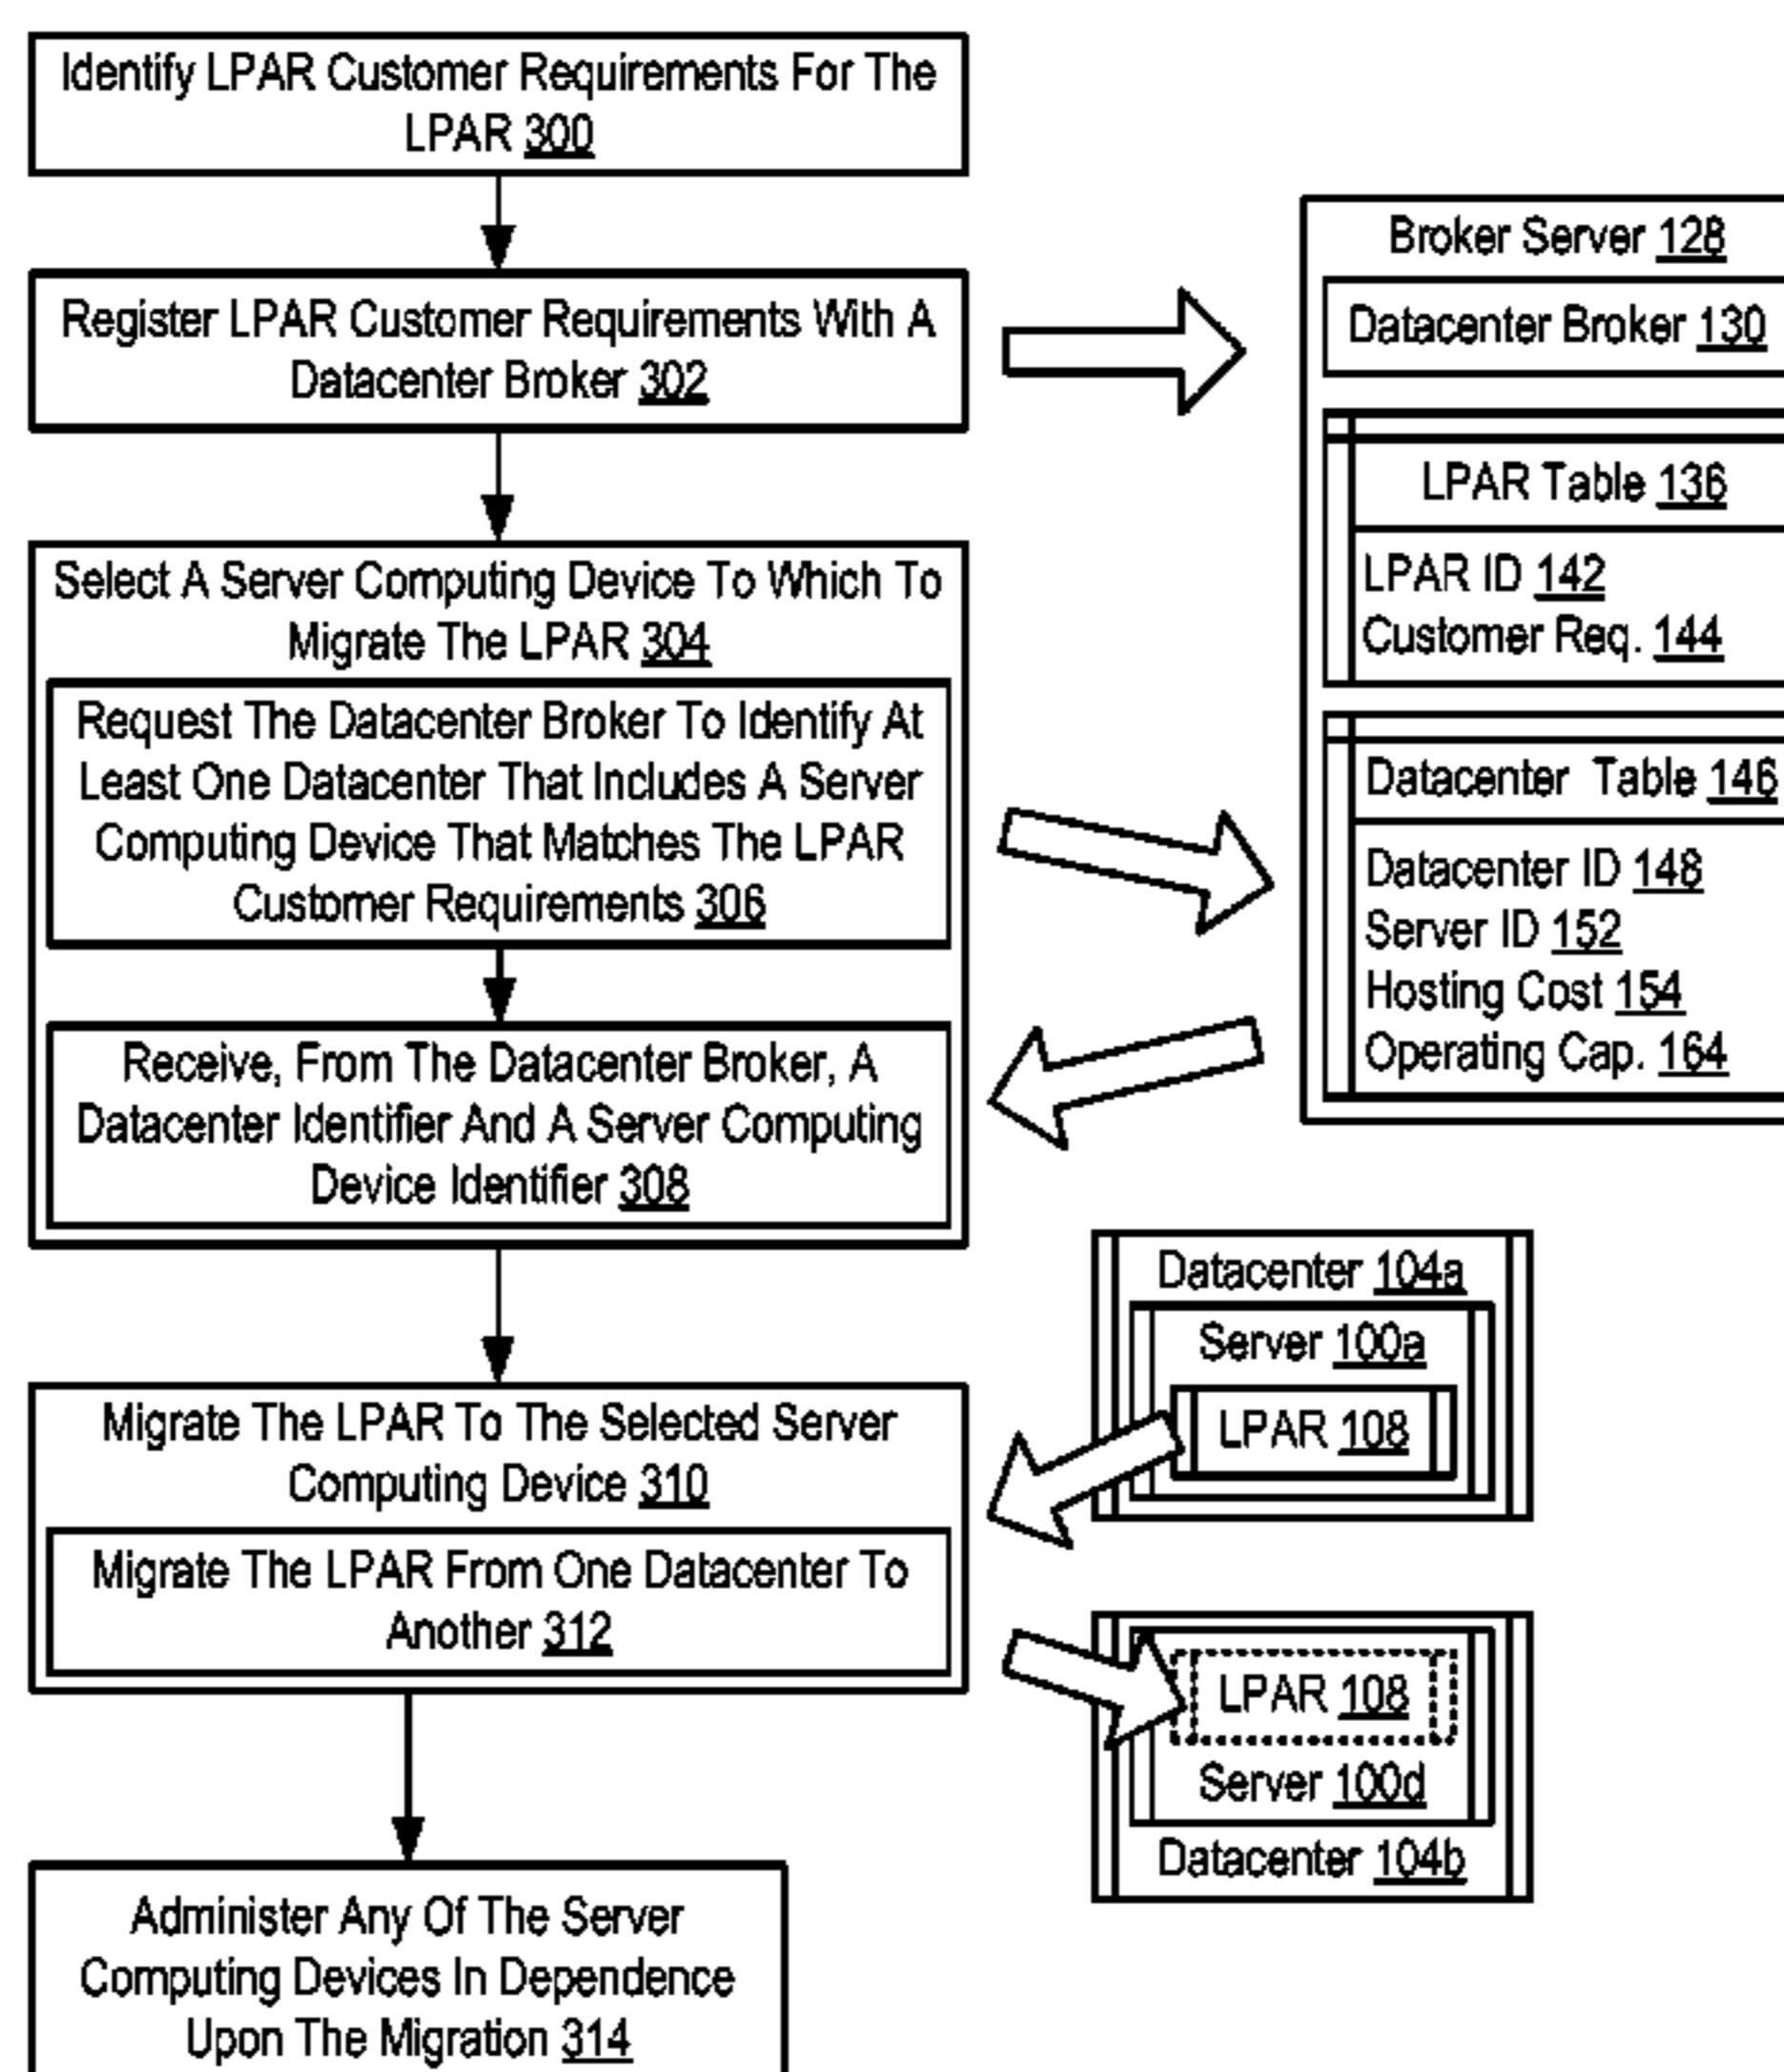 Identify LPAR Customer Requirements For The
LPAR 300
Register LPAR Customer Requirements With A
Datacenter Broker 302
Select A Server Computing Device To Which To
Migrate The LPAR 304
Request The Datacenter Broker To Identify At
Least One Datacenter That Includes A Server
Computing Device That Matches The LPAR
Customer Requirements 306
Receive, From The Datacenter Broker, A
Datacenter Identifier And A Server Computing
Device Identifier 308
Migrate The LPAR To The Selected Server
Computing Device 310
Migrate The LPAR From One Datacenter To
Another 312
Administer Any Of The Server
Computing Devices In Dependence
Upon The Migration 314
Broker Server 128
Datacenter Broker 130
LPAR Table 136
LPAR ID 142
Customer Req. 144
Datacenter Table 146
Datacenter ID 148
Server ID 152
Hosting Cost 154
Operating Cap. 164
Datacenter 104a
Server 100a
LPAR 108
LPAR 108
Server 100d
Datacenter 104b